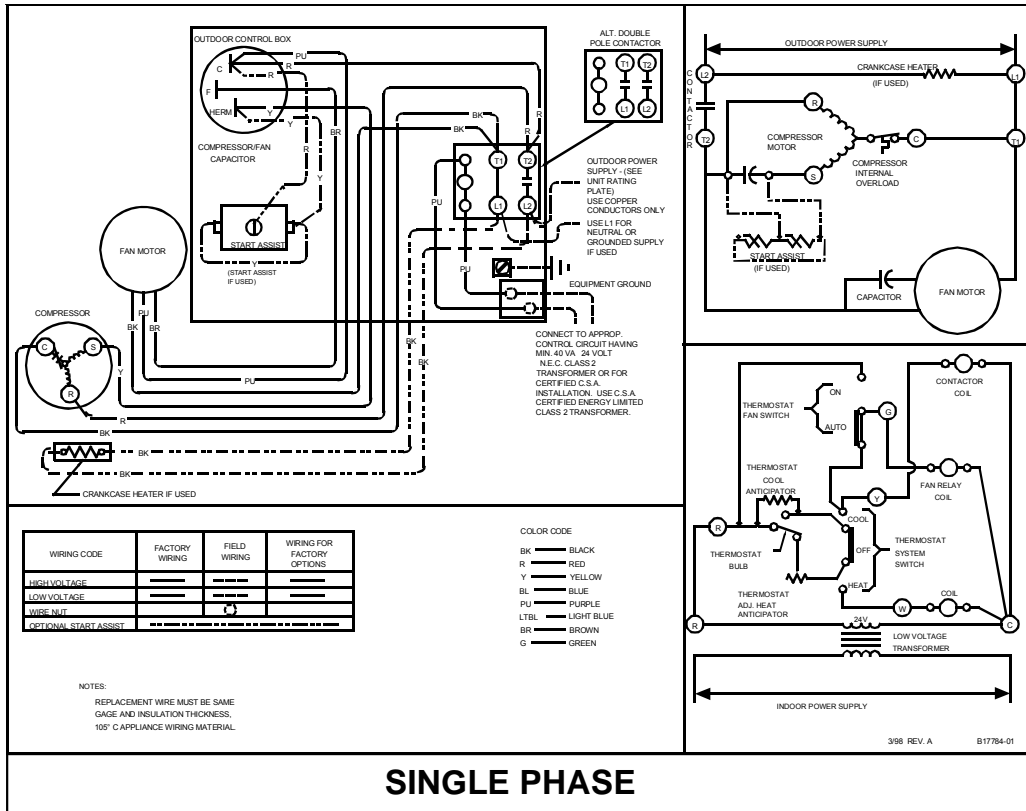 OUTDOOR CONTROL BOX
C
F
HERM
PU
R
R
Y
Y
BR
R
Y
COMPRESSOR/FAN
CAPACITOR
START ASSIST
Y
(START ASSIST
IF USED)
FAN MOTOR
BK
PU
BR
COMPRESSOR
C
S
R
Y
R
BK
PU
BK
BK
CRANKCASE HEATER IF USED
BK
BK
BK
BK
R
R
PU
PU
T1
T2
L1
L2
ALT. DOUBLE
POLE CONTACTOR
T1
T2
L1
L2
OUTDOOR POWER
SUPPLY - (SEE
UNIT RATING
PLATE)
USE COPPER
CONDUCTORS ONLY
USE L1 FOR
NEUTRAL OR
GROUNDED SUPPLY
IF USED
EQUIPMENT GROUND
CONNECT TO APPROP.
CONTROL CIRCUIT HAVING
MIN. 40 VA 24 VOLT
N.E.C. CLASS 2
TRANSFORMER OR FOR
CERTIFIED C.S.A.
INSTALLATION. USE C.S.A.
CERTIFIED ENERGY LIMITED
CLASS 2 TRANSFORMER.
OUTDOOR POWER SUPPLY
L2
CRANKCASE HEATER
(IF USED)
L1
CONTACTOR
T2
T1
R
COMPRESSOR
MOTOR
C
S
COMPRESSOR
INTERNAL
OVERLOAD
START ASSIST
(IF USED)
CAPACITOR
FAN MOTOR
CONTACTOR
COIL
ON
THERMOSTAT
FAN SWITCH
AUTO
G
FAN RELAY
COIL
THERMOSTAT
COOL
ANTICIPATOR
Y
R
COOL
OFF
THERMOSTAT
SYSTEM
SWITCH
THERMOSTAT
BULB
HEAT
THERMOSTAT
ADJ. HEAT
ANTICIPATOR
W
COIL
R
24V
C
LOW VOLTAGE
TRANSFORMER
INDOOR POWER SUPPLY
3/98 REV. A B17784-01
WIRING CODE
FACTORY
WIRING
FIELD
WIRING
WIRING FOR
FACTORY
OPTIONS
HIGH VOLTAGE
LOW VOLTAGE
WIRE NUT
OPTIONAL START ASSIST
COLOR CODE
BK BLACK
R RED
Y YELLOW
BL BLUE
PU PURPLE
LTBL LIGHT BLUE
BR BROWN
G GREEN
NOTES:
REPLACEMENT WIRE MUST BE SAME
GAGE AND INSULATION THICKNESS,
105° C APPLIANCE WIRING MATERIAL.
SINGLE PHASE